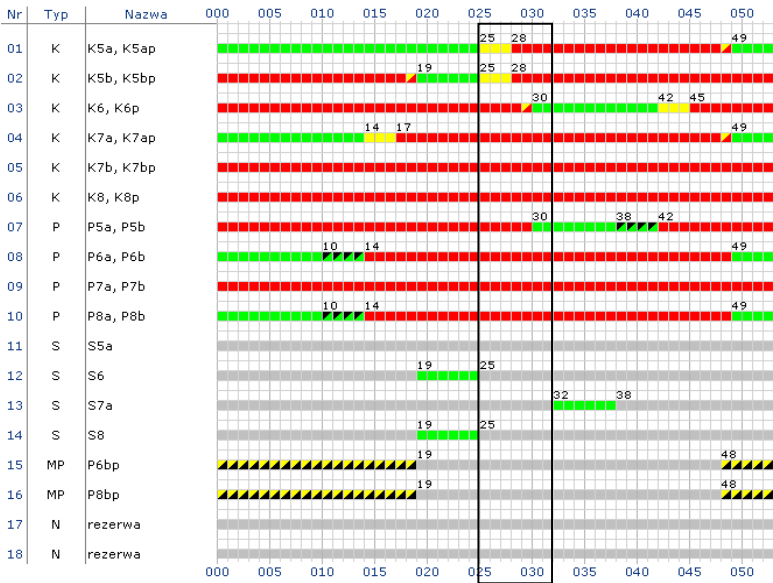 Nr Typ Nazwa 000 005 010 015 020 025 030 035 040 045 050
01 K K5a, K5ap 25 28 49
02 K K5b, K5bp 19 25 28
03 K K6, K6p 30 42 45
04 K K7a, K7ap 14 17 49
05 K K7b, K7bp
06 K K8, K8p
07 P P5a, P5b 30 38 42
08 P P6a, P6b 10 14 49
09 P P7a, P7b
10 P P8a, P8b 10 14 49
11 S S5a
12 S S6 19 25
13 S S7a 32 38
14 S S8 19 25
15 MP P6bp 19 48
16 MP P8bp 19 48
17 N rezerwa
18 N rezerwa
000 005 010 015 020 025 030 035 040 045 050